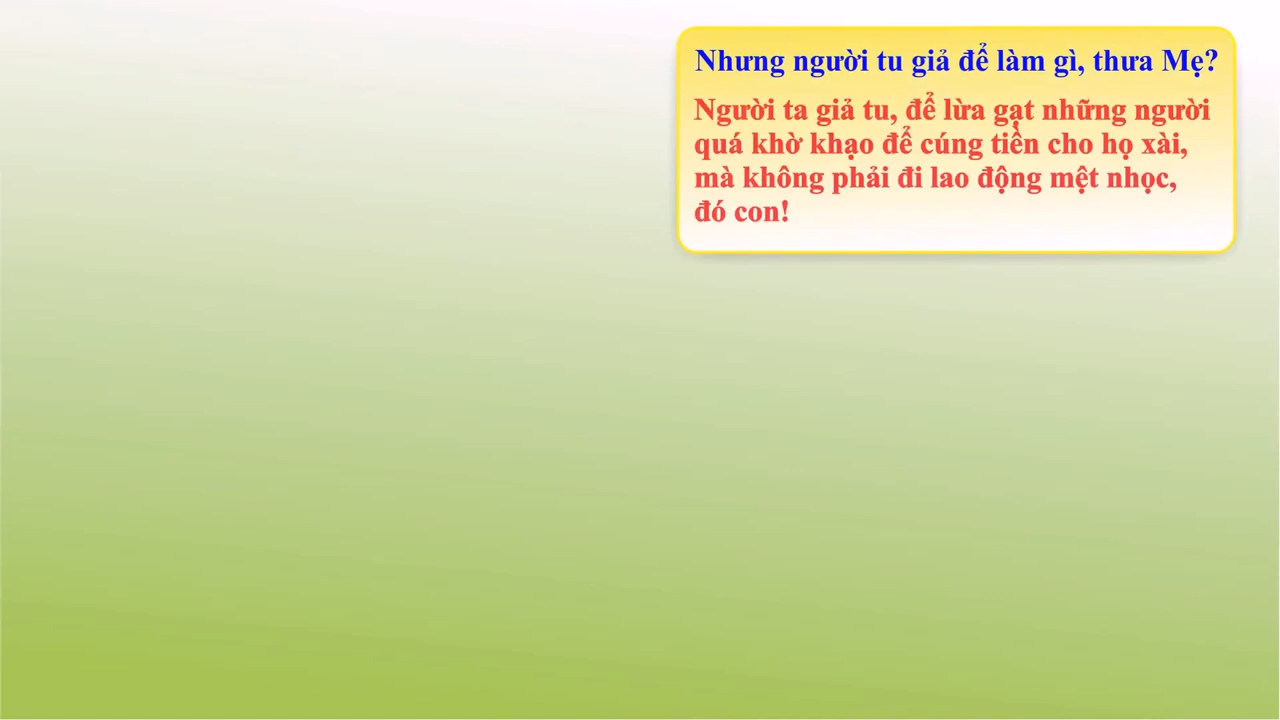 Nhưng người tu giả để làm gì, thưa Mẹ?
Người ta giả tu, để lừa gạt những người
quá khờ khạo để cúng tiền cho họ xài,
mà không phải đi lao động mệt nhọc,
đó con!